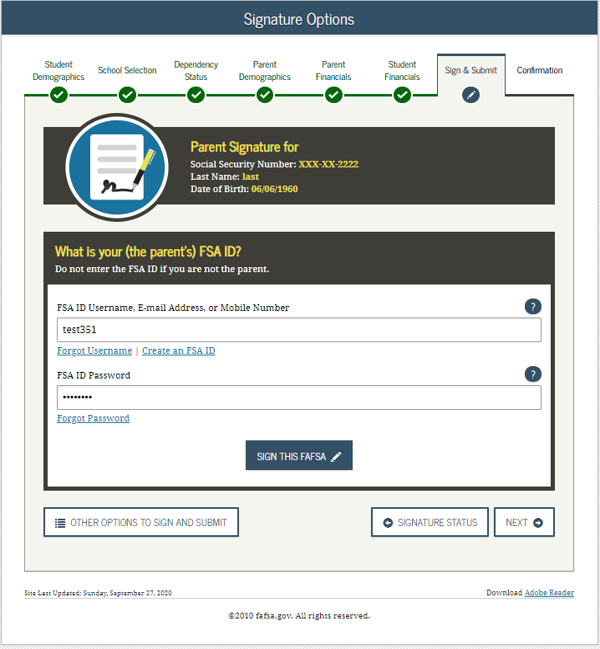 Signature Options
Student Demographics
School Selection
Dependency Status
Parent Demographics
Parent Financials
Student Financials
Sign & Submit
Confirmation
Parent Signature for
Social Security Number: XXX-XX-2222
Last Name: last
Date of Birth: 06/06/1960
What is your (the parent's) FSA ID?
Do not enter the FSA ID if you are not the parent.
FSA ID Username, E-mail Address, or Mobile Number
?
test351
Forgot Username | Create an FSA ID
FSA ID Password
?
••••••••
Forgot Password
SIGN THIS FAFSA
OTHER OPTIONS TO SIGN AND SUBMIT
SIGNATURE STATUS
NEXT
Site Last Updated: Sunday, September 27, 2020
Download Adobe Reader
©2010 fafsa.gov. All rights reserved.